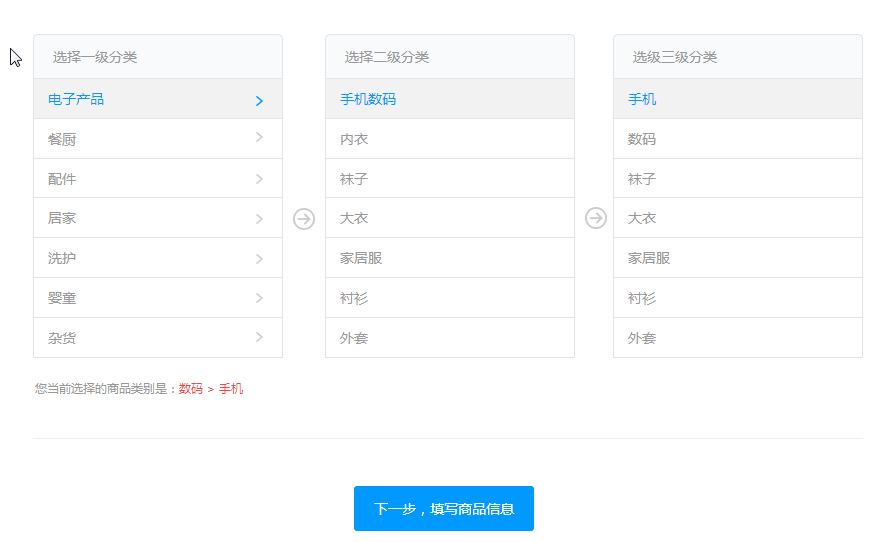 选择一级分类
电子产品
餐厨
配件
居家
洗护
婴童
杂货
选择二级分类
手机数码
内衣
袜子
大衣
家居服
衬衫
外套
选级三级分类
手机
数码
袜子
大衣
家居服
衬衫
外套
您当前选择的商品类别是：数码 > 手机
下一步，填写商品信息